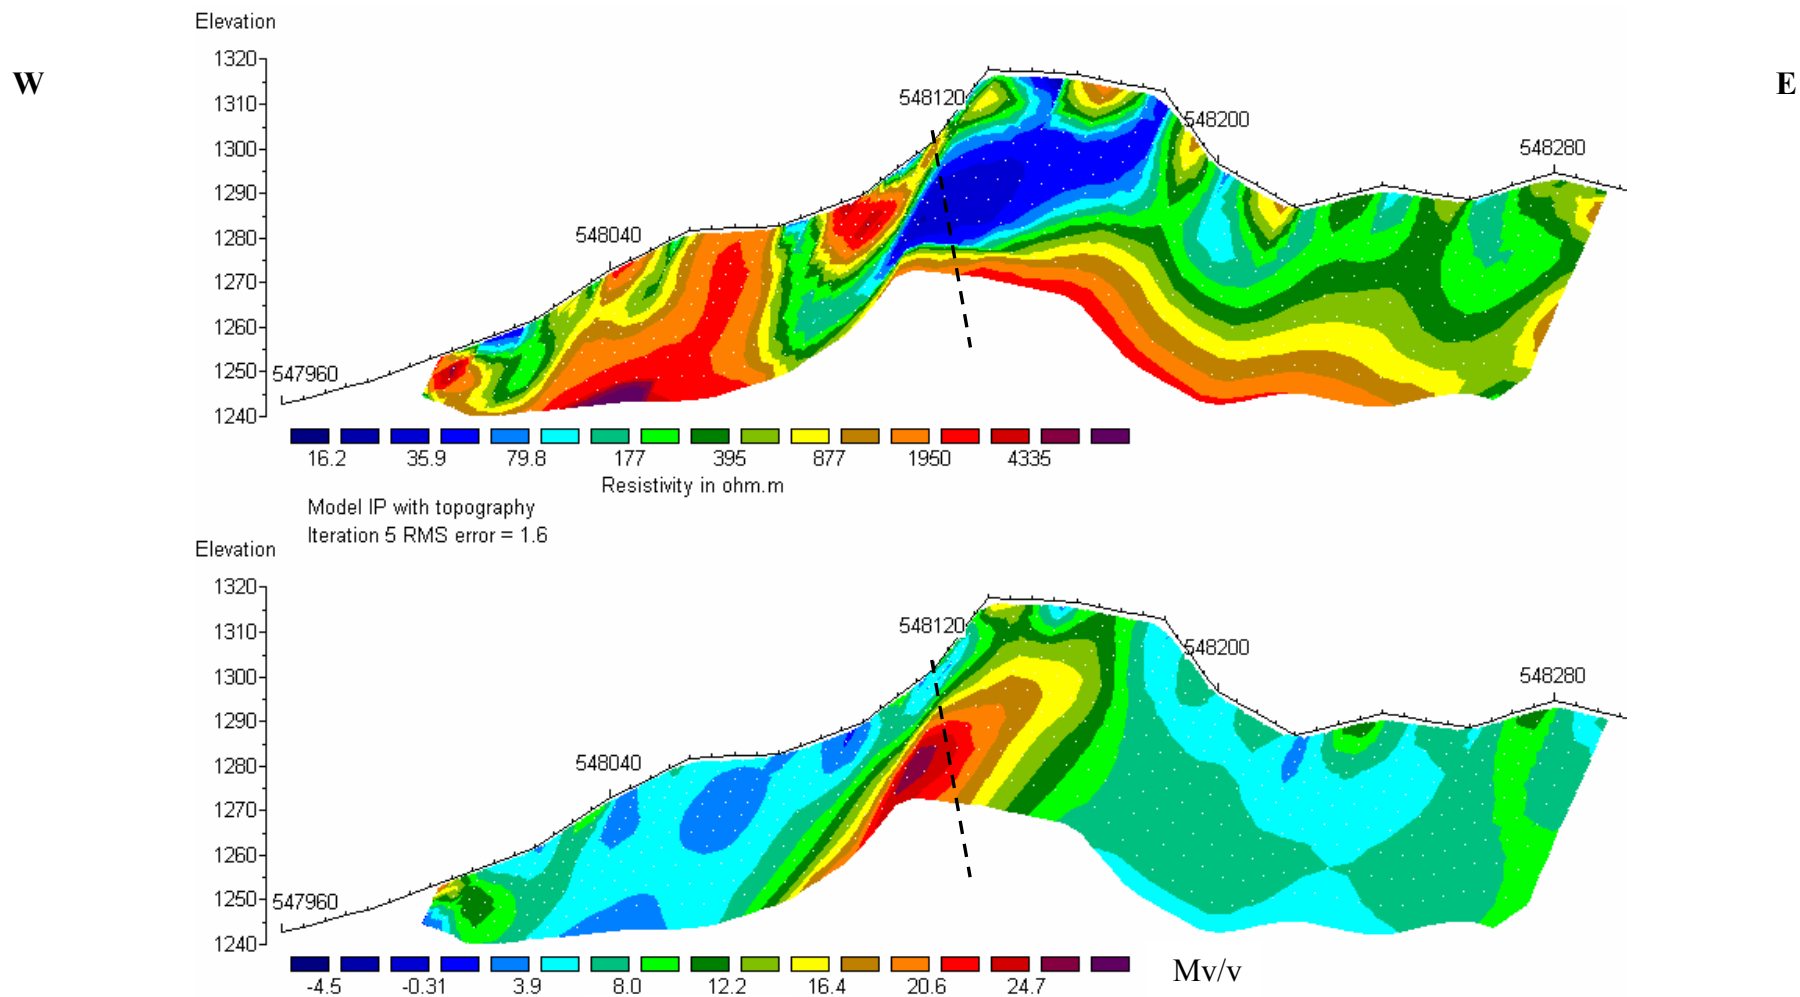 Elevation
1320
W
E
1310
548120
548200
1300
548280
1290
1280
548040
1270
1260
1250
547960
1240
16.2 35.9 79.8 177 395 877 1950 4335
Resistivity in ohm.m
Model IP with topography
Iteration 5 RMS error = 1.6
Elevation
1320
1310
548120
548200
1300
548280
1290
1280
548040
1270
1260
1250
547960
1240
-4.5 -0.31 3.9 8.0 12.2 16.4 20.6 24.7
Mv/v